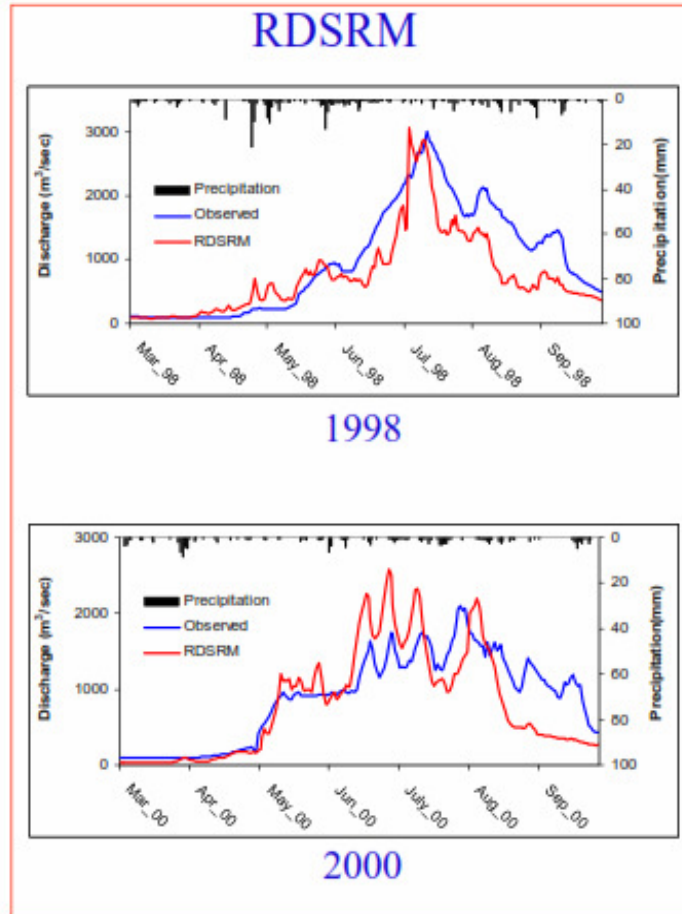 RDSRM
Discharge (m³/sec)
3000
2000
1000
0
Precipitation
Observed
RDSRM
0
20
40
60
80
100
Precipitation(mm)
Mar_98
Apr_98
May_98
Jun_98
Jul_98
Aug_98
Sep_98
1998
Discharge (m³/sec)
3000
2000
1000
0
Precipitation
Observed
RDSRM
0
20
40
60
80
100
Precipitation(mm)
Mar_00
Apr_00
May_00
Jun_00
July_00
Aug_00
Sep_00
2000